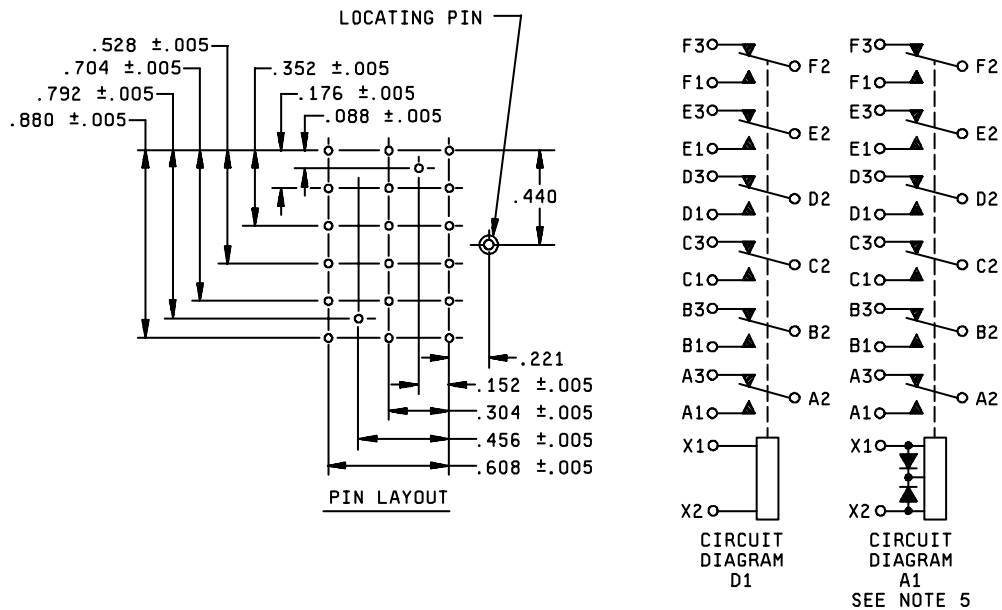 LOCATING PIN
.528 ±.005
.704 ±.005
.792 ±.005
.880 ±.005
.352 ±.005
.176 ±.005
.088 ±.005
.440
.221
.152 ±.005
.304 ±.005
.456 ±.005
.608 ±.005
PIN LAYOUT
F3
F2
F1
E3
E2
E1
D3
D2
D1
C3
C2
C1
B3
B2
B1
A3
A2
A1
X1
X2
CIRCUIT
DIAGRAM
D1
F3
F2
F1
E3
E2
E1
D3
D2
D1
C3
C2
C1
B3
B2
B1
A3
A2
A1
X1
X2
CIRCUIT
DIAGRAM
A1
SEE NOTE 5